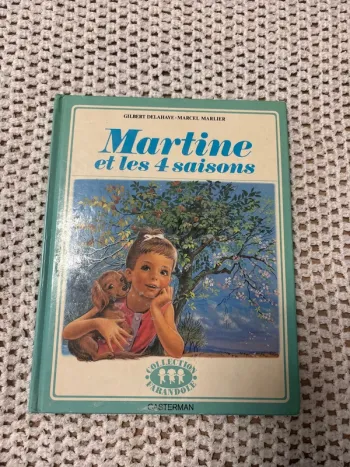 GILBERT DELAHAYE - MARCEL MARLIER
Martine
et les 4 saisons
COLLECTION
FARANDOLE
CASTERMAN